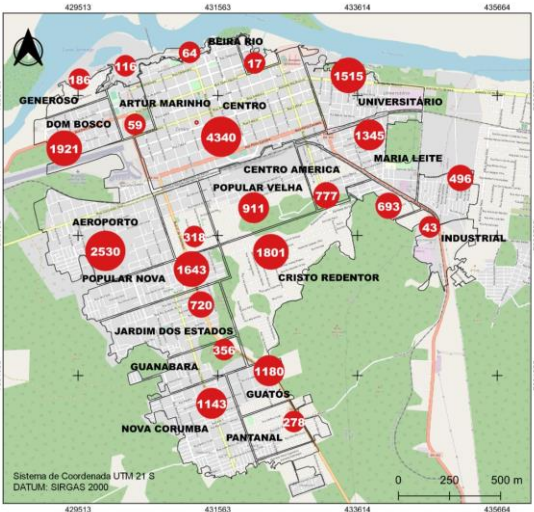 429513 431563 433614 435664
BEIRA RIO
64
17
116
186
1515
GENEROSO
ARTUR MARINHO CENTRO
UNIVERSITÁRIO
DOM BOSCO
59
4340
1345
1921
MARIA LEITE
CENTRO AMERICA
496
POPULAR VELHA
777
693
911
AEROPORTO
43
318
INDUSTRIAL
2530
1801
1643
POPULAR NOVA
CRISTO REDENTOR
720
JARDIM DOS ESTADOS
356
GUANABARA
1180
GUATÓS
1143
278
NOVA CORUMBA
PANTANAL
Sistema de Coordenada UTM 21 S
DATUM: SIRGAS 2000
0 250 500 m
429513 431563 433614 435664